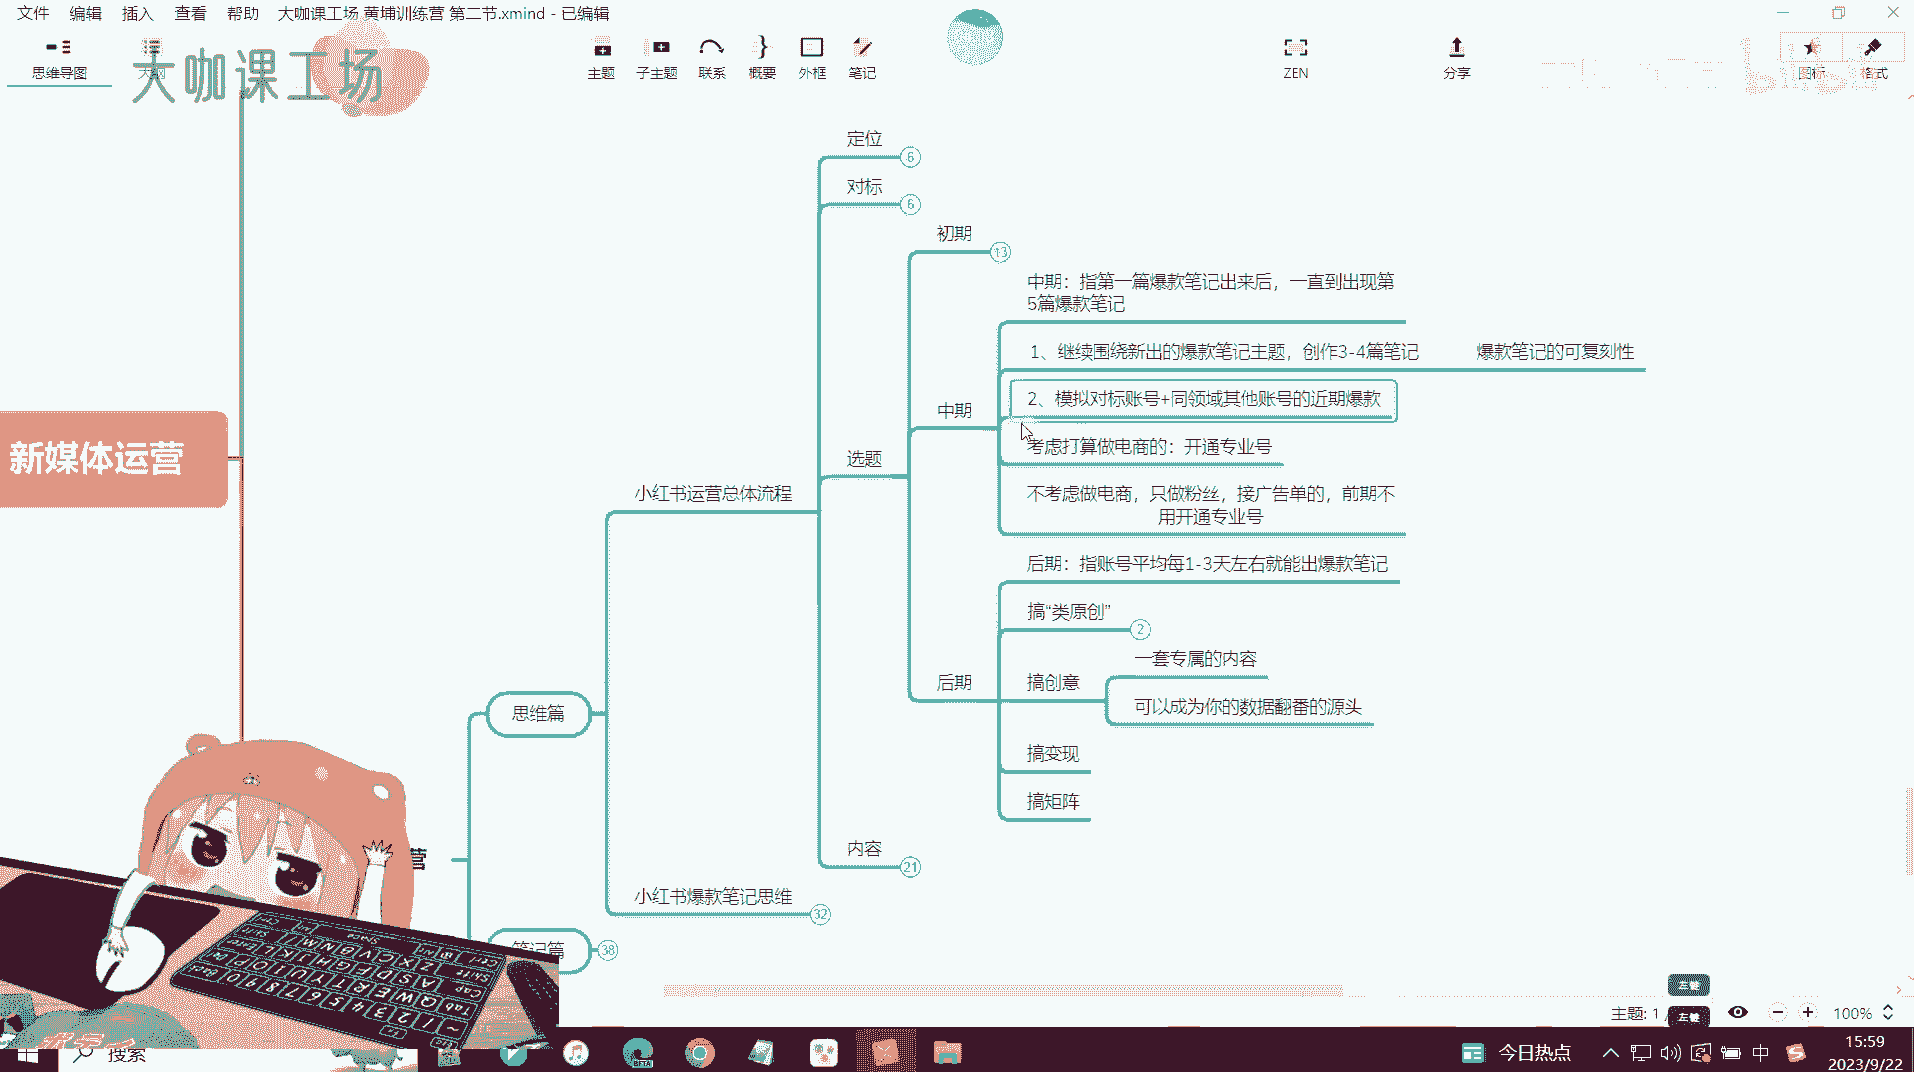 文件 编辑 插入 查看 帮助 大咖课工场 黄埔训练营 第二节.xmind - 已编辑
思维导图
大纲
主题 子主题 联系 概要 外框 笔记
ZEN
分享
图标
格式
大咖课工场
定位
6
对标
6
初期
13
中期：指第一篇爆款笔记出来后，一直到出现第
5篇爆款笔记
1、继续围绕新出的爆款笔记主题，创作3-4篇笔记
爆款笔记的可复刻性
2、模拟对标账号+同领域其他账号的近期爆款
中期
考虑打算做电商的：开通专业号
新媒体运营
选题
小红书运营总体流程
不考虑做电商，只做粉丝，接广告单的，前期不
用开通专业号
后期：指账号平均每1-3天左右就能出爆款笔记
搞“类原创”
2
一套专属的内容
后期
搞创意
可以成为你的数据翻番的源头
思维篇
搞变现
搞矩阵
内容
21
营
小红书爆款笔记思维
32
笔记篇
38
左键
左键
主题: 1 /
100%
搜索
BETA
今日热点
中
15:59
2023/9/22